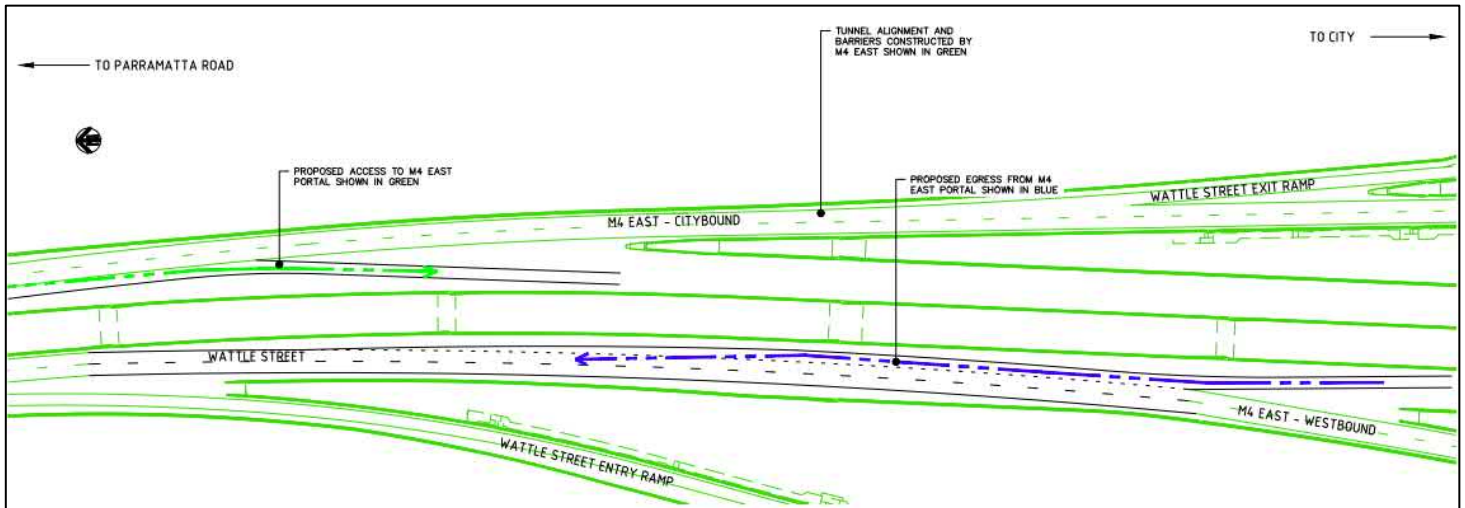 TUNNEL ALIGNMENT AND
BARRIERS CONSTRUCTED BY
M4 EAST SHOWN IN GREEN
TO CITY
TO PARRAMATTA ROAD
PROPOSED ACCESS TO M4 EAST
PORTAL SHOWN IN GREEN
PROPOSED EGRESS FROM M4
EAST PORTAL SHOWN IN BLUE
WATTLE STREET EXIT RAMP
M4 EAST - CITYBOUND
WATTLE STREET
M4 EAST - WESTBOUND
WATTLE STREET ENTRY RAMP